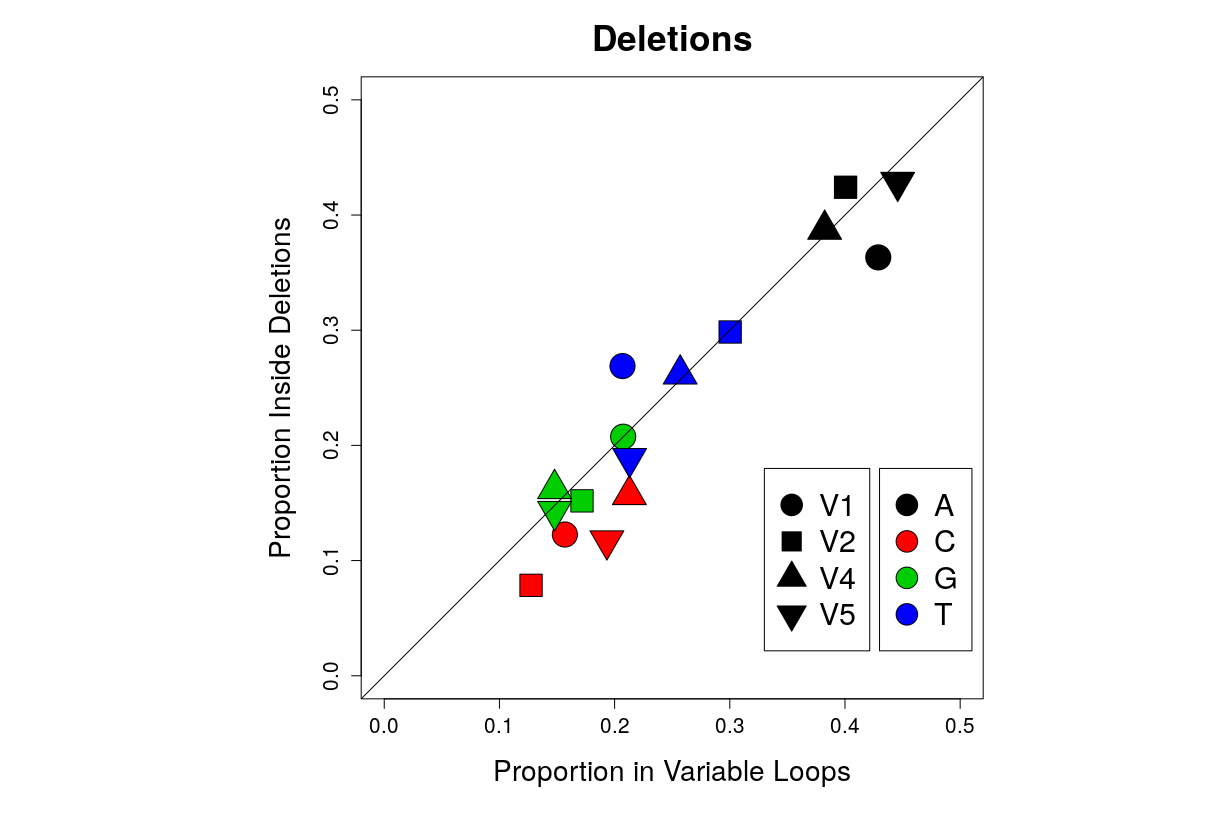 Deletions
Proportion Inside Deletions
0.5
0.4
0.3
0.2
0.1
0.0
V1
V2
V4
V5
A
C
G
T
0.0 0.1 0.2 0.3 0.4 0.5
Proportion in Variable Loops